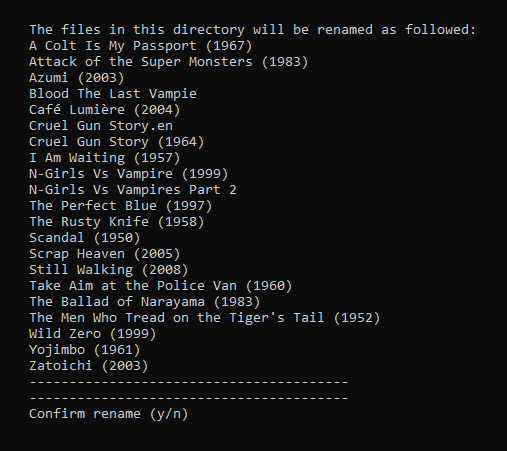 The files in this directory will be renamed as followed:
A Colt Is My Passport (1967)
Attack of the Super Monsters (1983)
Azumi (2003)
Blood The Last Vampie
Café Lumière (2004)
Cruel Gun Story.en
Cruel Gun Story (1964)
I Am Waiting (1957)
N-Girls Vs Vampire (1999)
N-Girls Vs Vampires Part 2
The Perfect Blue (1997)
The Rusty Knife (1958)
Scandal (1950)
Scrap Heaven (2005)
Still Walking (2008)
Take Aim at the Police Van (1960)
The Ballad of Narayama (1983)
The Men Who Tread on the Tiger's Tail (1952)
Wild Zero (1999)
Yojimbo (1961)
Zatoichi (2003)
----------------------------------------
----------------------------------------
Confirm rename (y/n)